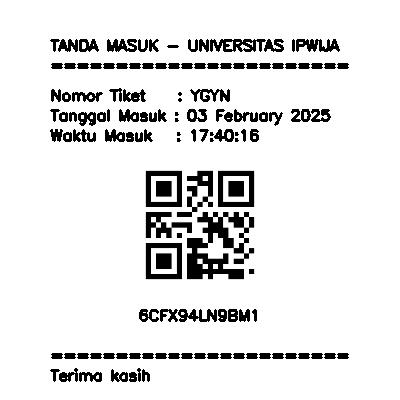 TANDA MASUK - UNIVERSITAS IPWIJA
=======================
Nomor Tiket : YGYN
Tanggal Masuk : 03 February 2025
Waktu Masuk : 17:40:16
6CFX94LN9BM1
=======================
Terima kasih